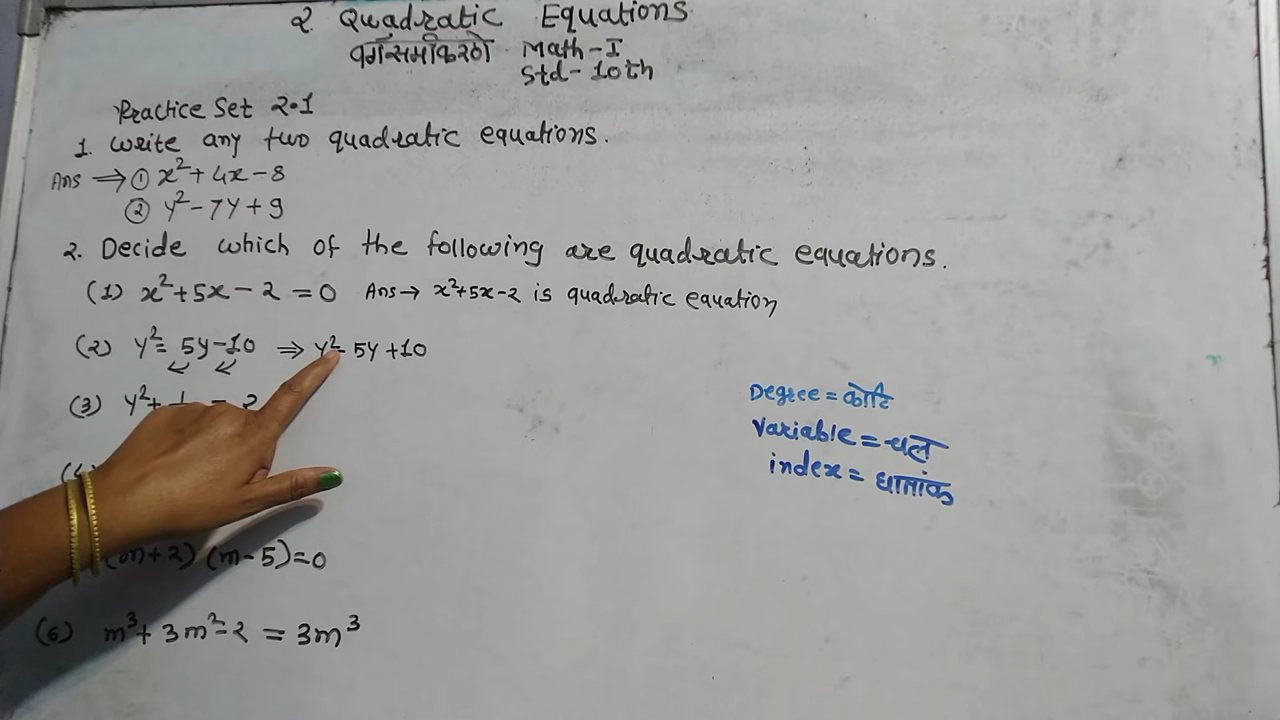 2. Quadratic Equations
वर्गसमीकरणे Math-I
Std-10th
Practice Set 2.1
1. Write any two quadratic equations.
Ans ⇒ ① x²+4x-8
② y²-7y+9
2. Decide which of the following are quadratic equations.
(1) x²+5x-2=0 Ans→ x²+5x-2 is quadratic equation
(2) y²= 5y-10 ⇒ y²-5y+10
(3) y²+ = 2
(m+2) (m-5)=0
(6) m³+3m²-2 = 3m³
Degree = कोटि
Variable = चल
index = घातांक